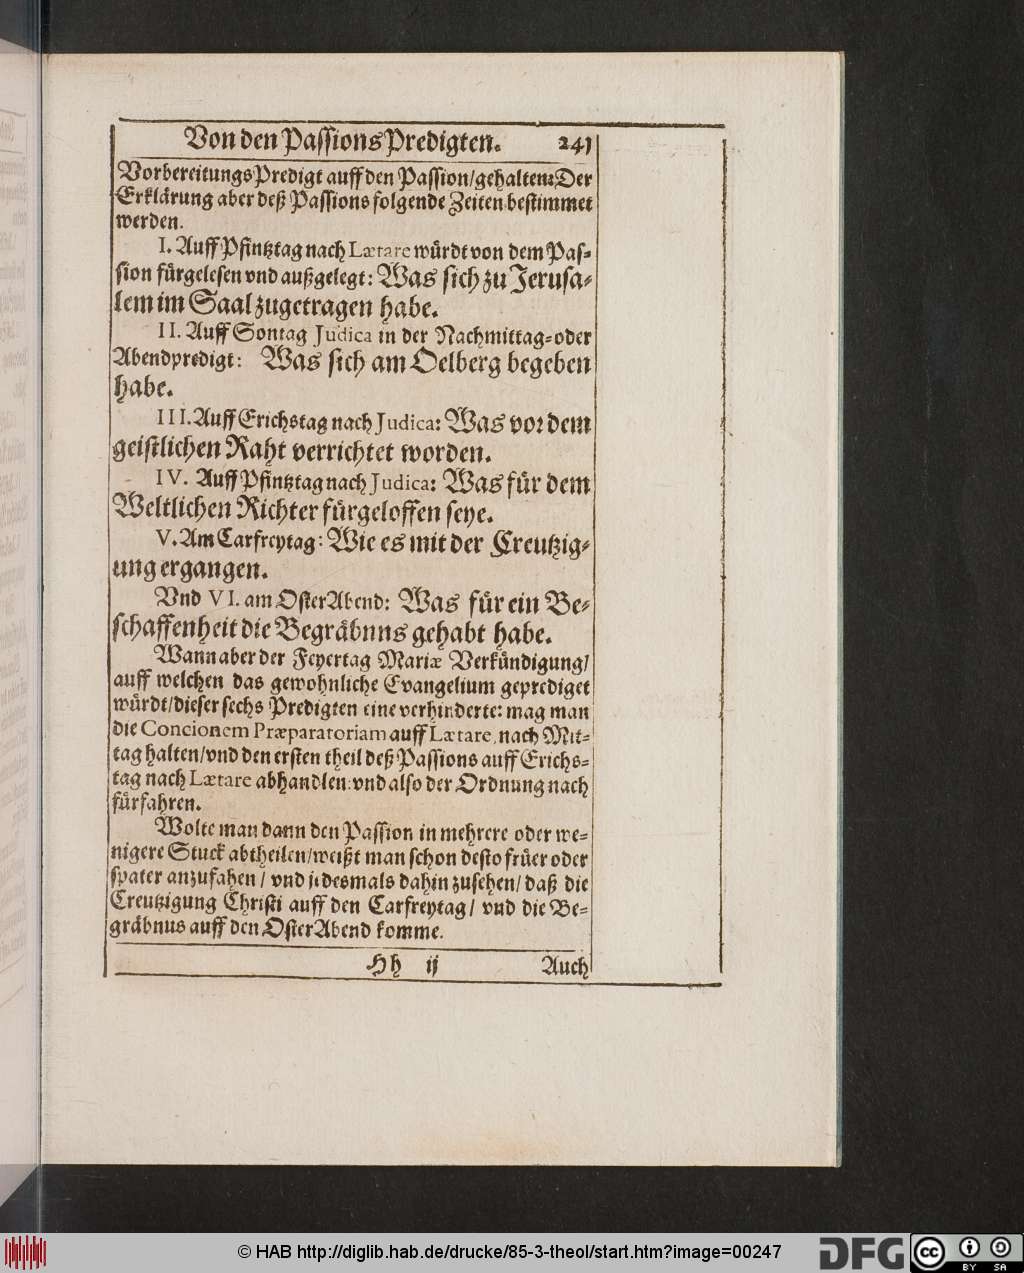 Von den PassionsPredigten. 241
VorbereitungsPredigt auff den Passion/gehalten: Der
Erklärung aber deß Passions folgende Zeiten bestimmet
werden.
I. Auff Pfintztag nach Lætare würdt von dem Pas-
sion fürgelesen vnd außgelegt: Was sich zu Jerusa-
lem im Saal zugetragen habe.
II. Auff Sontag Judica in der Nachmittag-oder
Abendpredigt: Was sich am Oelberg begeben
habe.
III. Auff Erichstag nach Judica: Was vor dem
geistlichen Raht verrichtet worden.
IV. Auff Pfintztag nach Judica: Was für dem
Weltlichen Richter fürgeloffen seye.
V. Am Carfreytag: Wie es mit der Creutzig-
ung ergangen.
Vnd VI. am OsterAbend: Was für ein Be-
schaffenheit die Begräbnus gehabt habe.
Wann aber der Feyertag Mariæ Verkündigung/
auff welchen das gewohnliche Evangelium geprediget
würdt/dieser sechs Predigten eine verhinderte: mag man
die Concionem Præparatoriam auff Lætare, nach Mit-
tag halten/vnd den ersten theil deß Passions auff Erichs-
tag nach Lætare abhandlen: vnd also der Ordnung nach
fürfahren.
Wolte man dann den Passion in mehrere oder we-
nigere Stuck abtheilen/weißt man schon desto früer oder
spater anzufahen/ vnd jedesmals dahin zusehen/ daß die
Creutzigung Christi auff den Carfreytag/ vnd die Be-
gräbnus auff den OsterAbend komme.
Hh ij Auch
© HAB http://diglib.hab.de/drucke/85-3-theol/start.htm?image=00247
DFG
cc BY SA